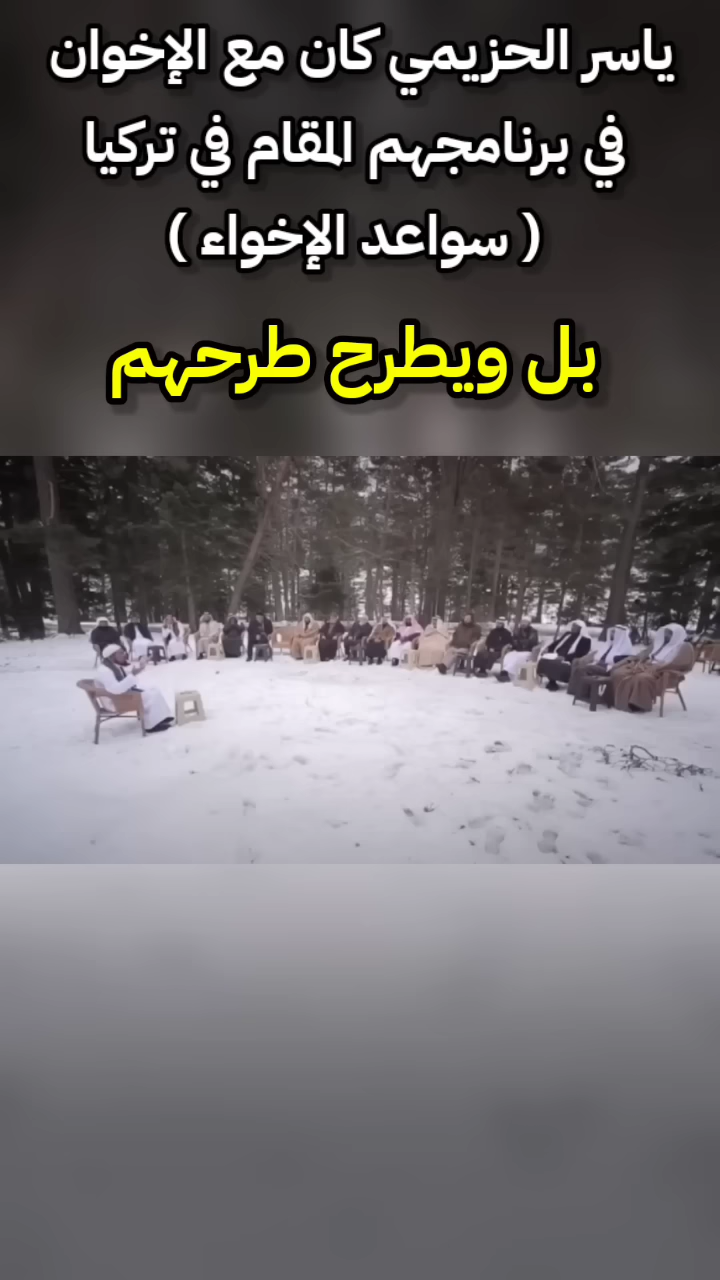 ياسر الحزيمي كان مع الإخوان
في برنامجهم المقام في تركيا
( سواعد الإخواء )
بل ويطرح طرحهم